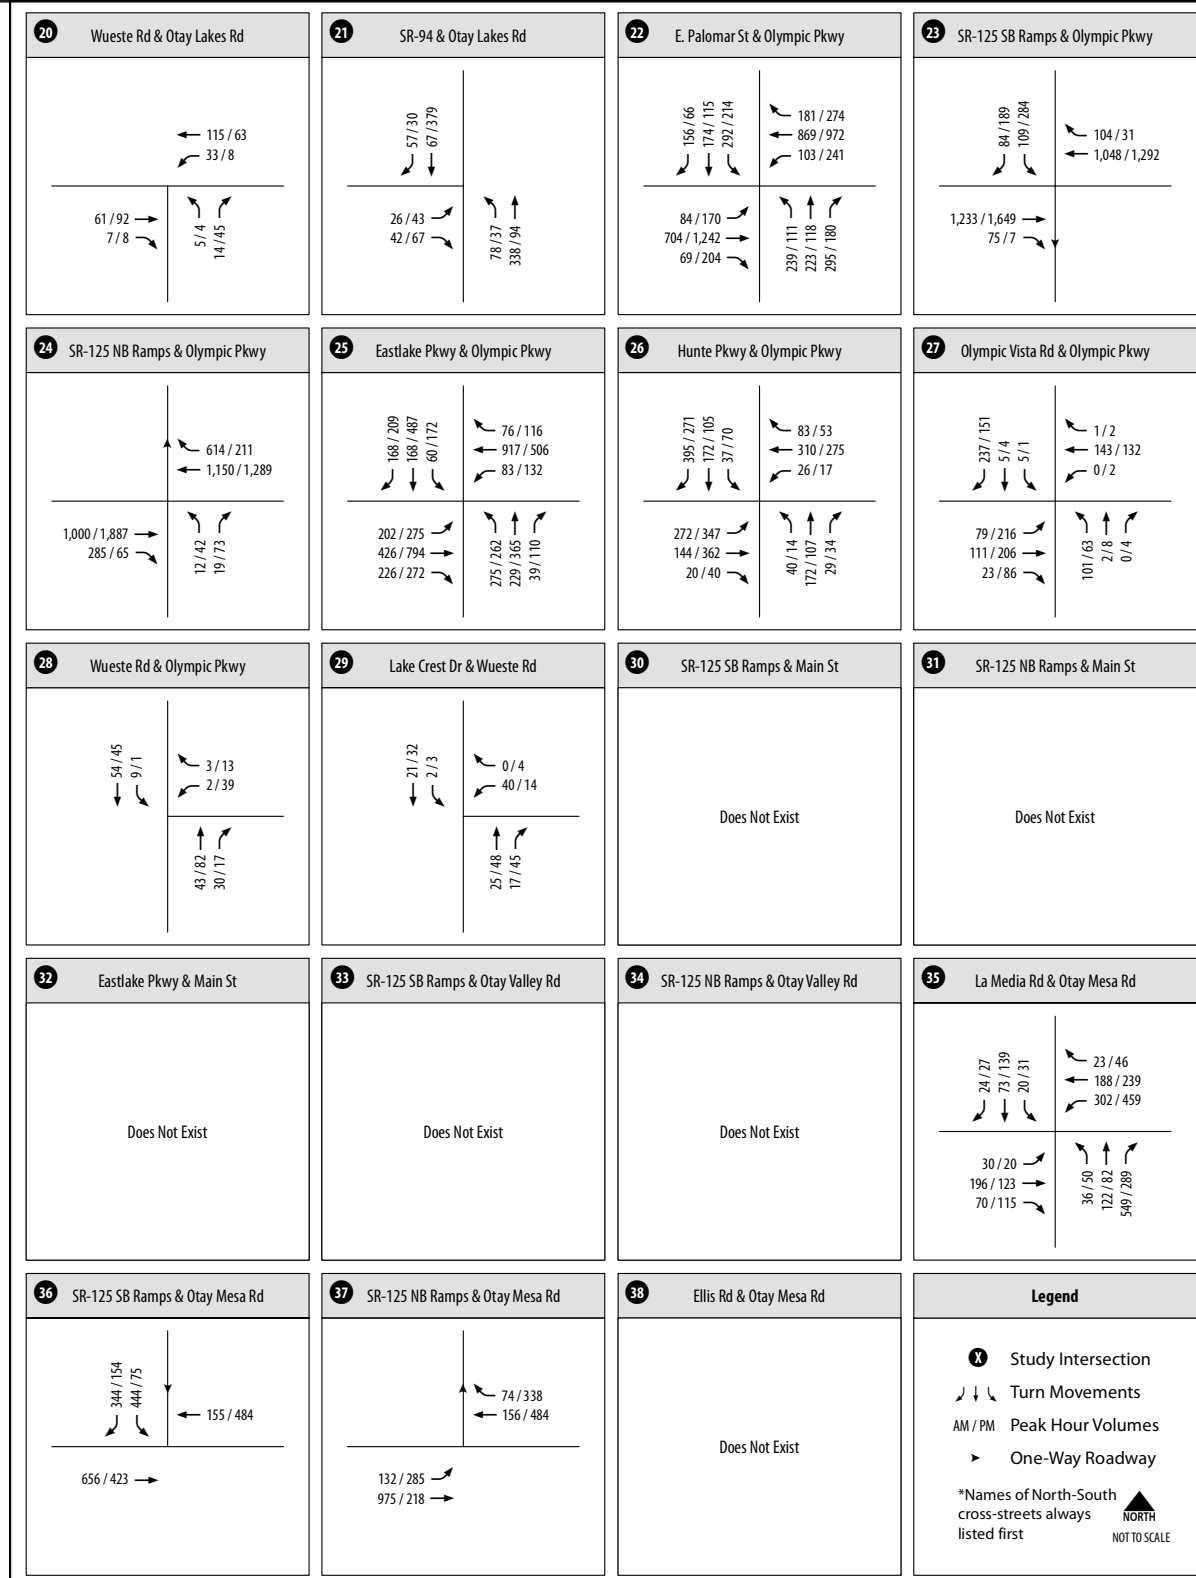 20 Wueste Rd & Otay Lakes Rd
115 / 63
33 / 8
61 / 92
7 / 8
5 / 4
14 / 45
21 SR-94 & Otay Lakes Rd
57 / 30
67 / 379
26 / 43
42 / 67
78 / 37
338 / 94
22 E. Palomar St & Olympic Pkwy
156 / 66
174 / 115
292 / 214
181 / 274
869 / 972
103 / 241
84 / 170
704 / 1,242
69 / 204
239 / 111
223 / 118
295 / 180
23 SR-125 SB Ramps & Olympic Pkwy
84 / 189
109 / 284
104 / 31
1,048 / 1,292
1,233 / 1,649
75 / 7
24 SR-125 NB Ramps & Olympic Pkwy
614 / 211
1,150 / 1,289
1,000 / 1,887
285 / 65
12 / 42
19 / 73
25 Eastlake Pkwy & Olympic Pkwy
168 / 209
168 / 487
60 / 172
76 / 116
917 / 506
83 / 132
202 / 275
426 / 794
226 / 272
275 / 262
229 / 365
39 / 110
26 Hunte Pkwy & Olympic Pkwy
395 / 271
172 / 105
37 / 70
83 / 53
310 / 275
26 / 17
272 / 347
144 / 362
20 / 40
40 / 14
172 / 107
29 / 34
27 Olympic Vista Rd & Olympic Pkwy
237 / 151
5 / 4
5 / 1
1 / 2
143 / 132
0 / 2
79 / 216
111 / 206
23 / 86
101 / 63
2 / 8
0 / 4
28 Wueste Rd & Olympic Pkwy
54 / 45
9 / 1
3 / 13
2 / 39
43 / 82
30 / 17
29 Lake Crest Dr & Wueste Rd
21 / 32
2 / 3
0 / 4
40 / 14
25 / 48
17 / 45
30 SR-125 SB Ramps & Main St
Does Not Exist
31 SR-125 NB Ramps & Main St
Does Not Exist
32 Eastlake Pkwy & Main St
Does Not Exist
33 SR-125 SB Ramps & Otay Valley Rd
Does Not Exist
34 SR-125 NB Ramps & Otay Valley Rd
Does Not Exist
35 La Media Rd & Otay Mesa Rd
24 / 27
73 / 139
20 / 31
23 / 46
188 / 239
302 / 459
30 / 20
196 / 123
70 / 115
36 / 50
122 / 82
549 / 289
36 SR-125 SB Ramps & Otay Mesa Rd
344 / 154
444 / 75
155 / 484
656 / 423
37 SR-125 NB Ramps & Otay Mesa Rd
74 / 338
156 / 484
132 / 285
975 / 218
38 Ellis Rd & Otay Mesa Rd
Does Not Exist
Legend
X Study Intersection
Turn Movements
AM / PM Peak Hour Volumes
One-Way Roadway
*Names of North-South
cross-streets always
listed first
NORTH
NOT TO SCALE